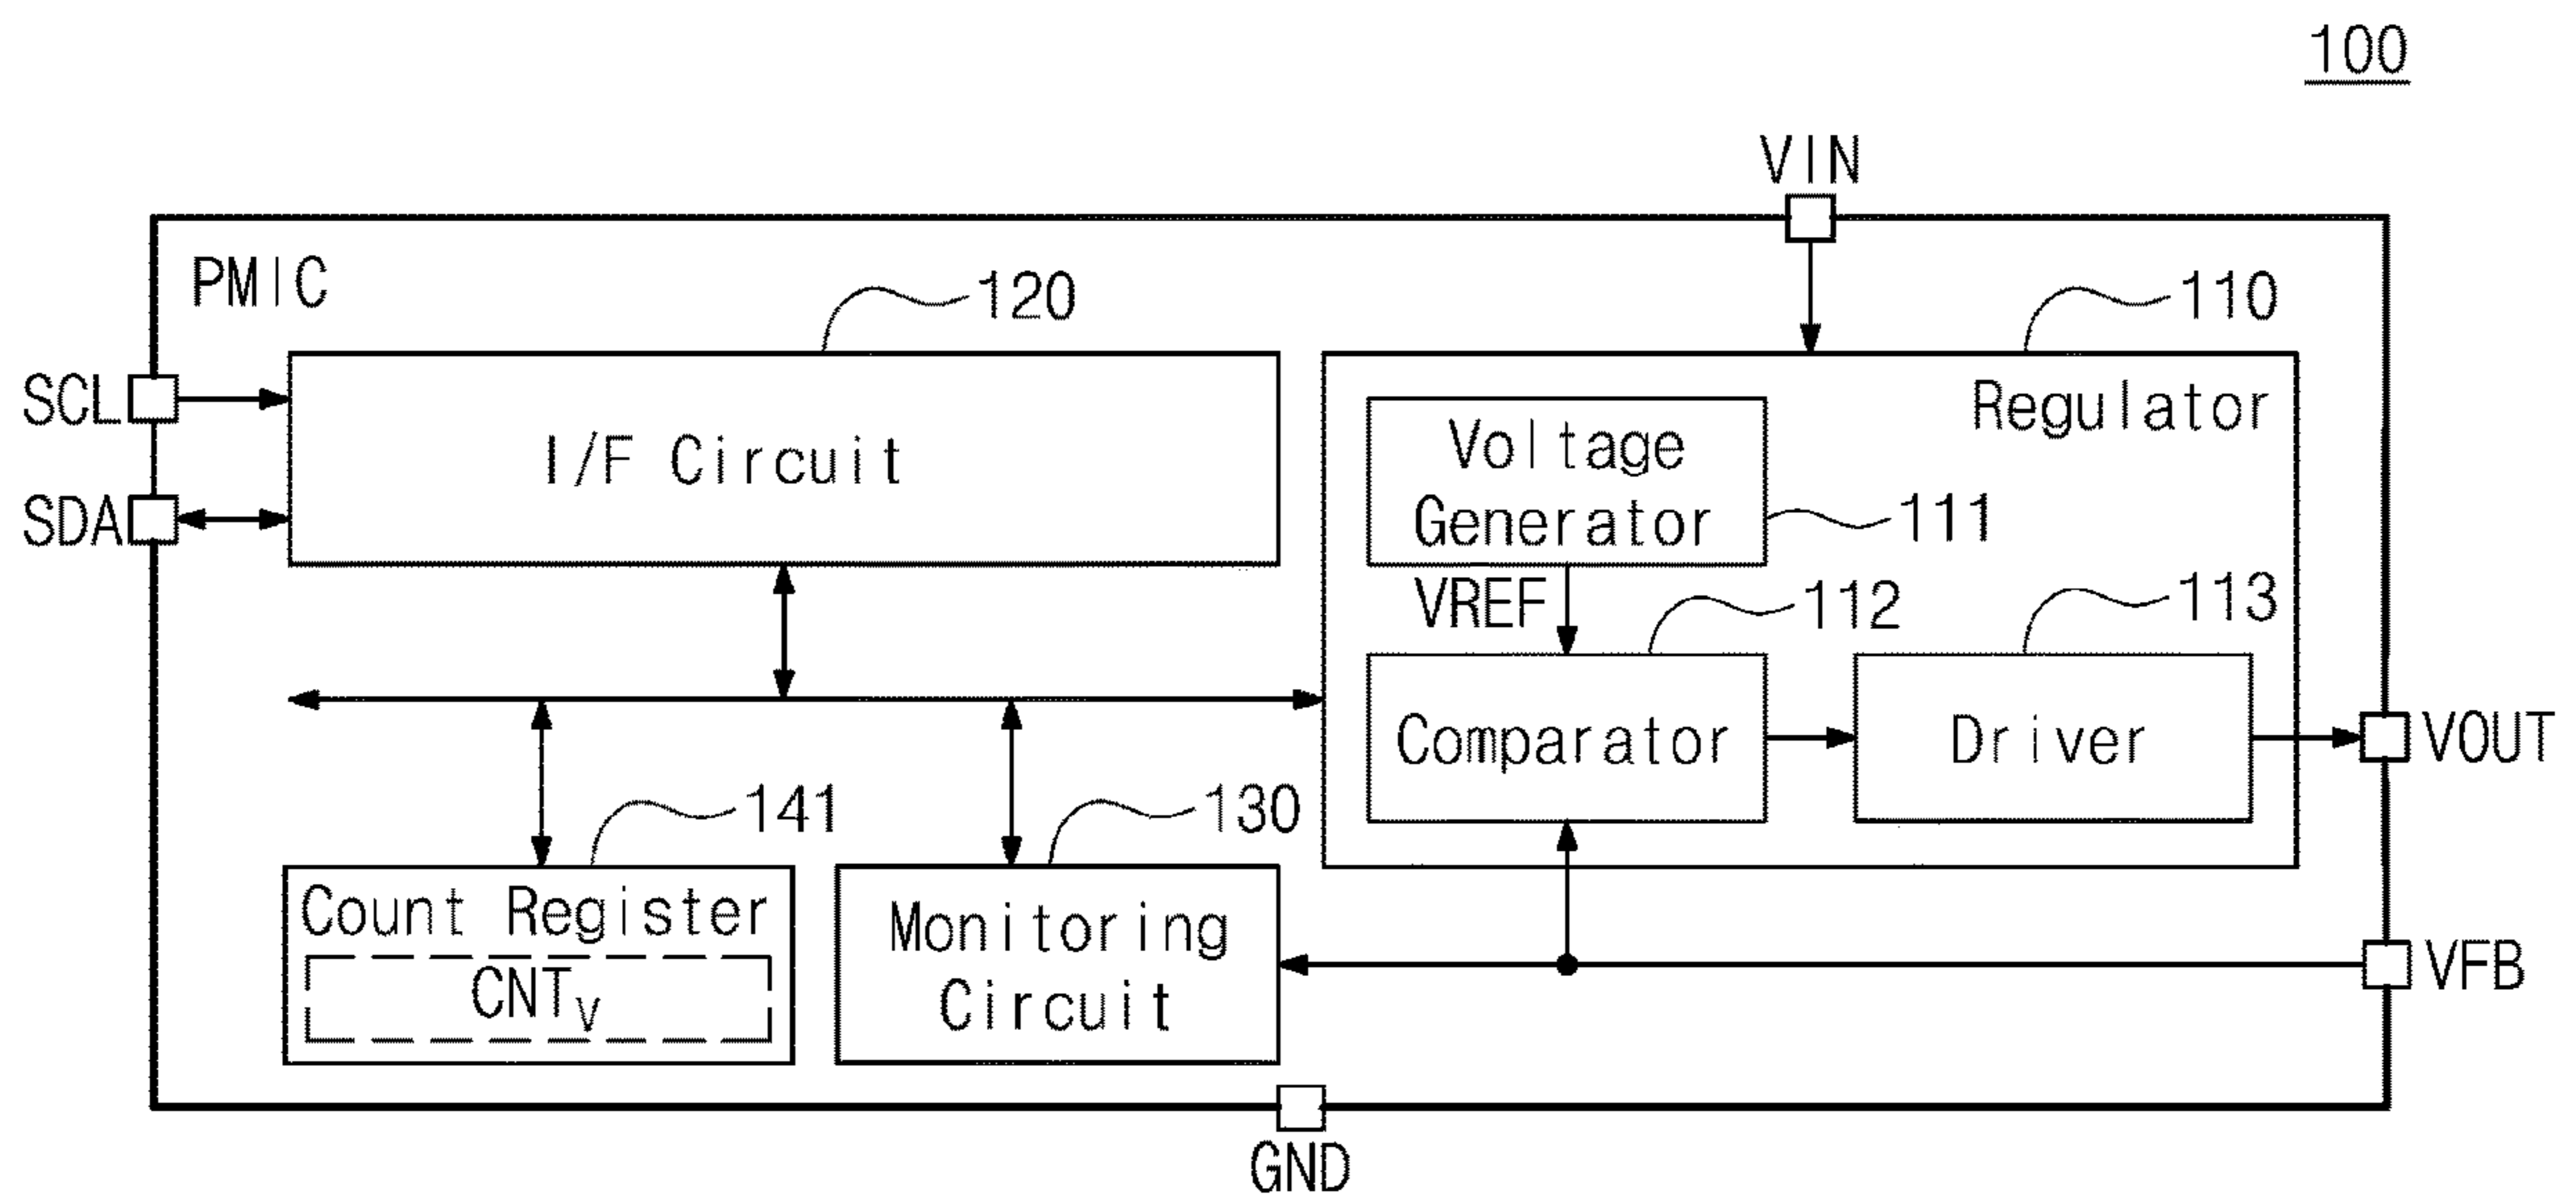 100
VIN
PMIC
120
110
SCL
I/F Circuit
Regulator
Voltage
Generator
111
SDA
VREF
112
113
Comparator
Driver
VOUT
141
130
Count Register
CNTV
Monitoring
Circuit
VFB
GND